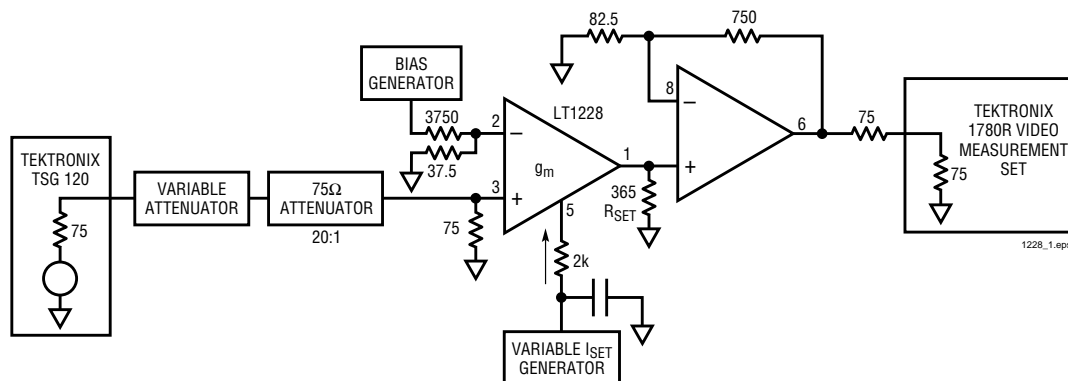 82.5
750
BIAS
GENERATOR
LT1228
8
−
6
+
3750
2
−
37.5
gm
1
3
+
5
365
RSET
75
TEKTRONIX
1780R VIDEO
MEASUREMENT
SET
75
TEKTRONIX
TSG 120
75
VARIABLE
ATTENUATOR
75Ω
ATTENUATOR
20:1
75
2k
VARIABLE ISET
GENERATOR